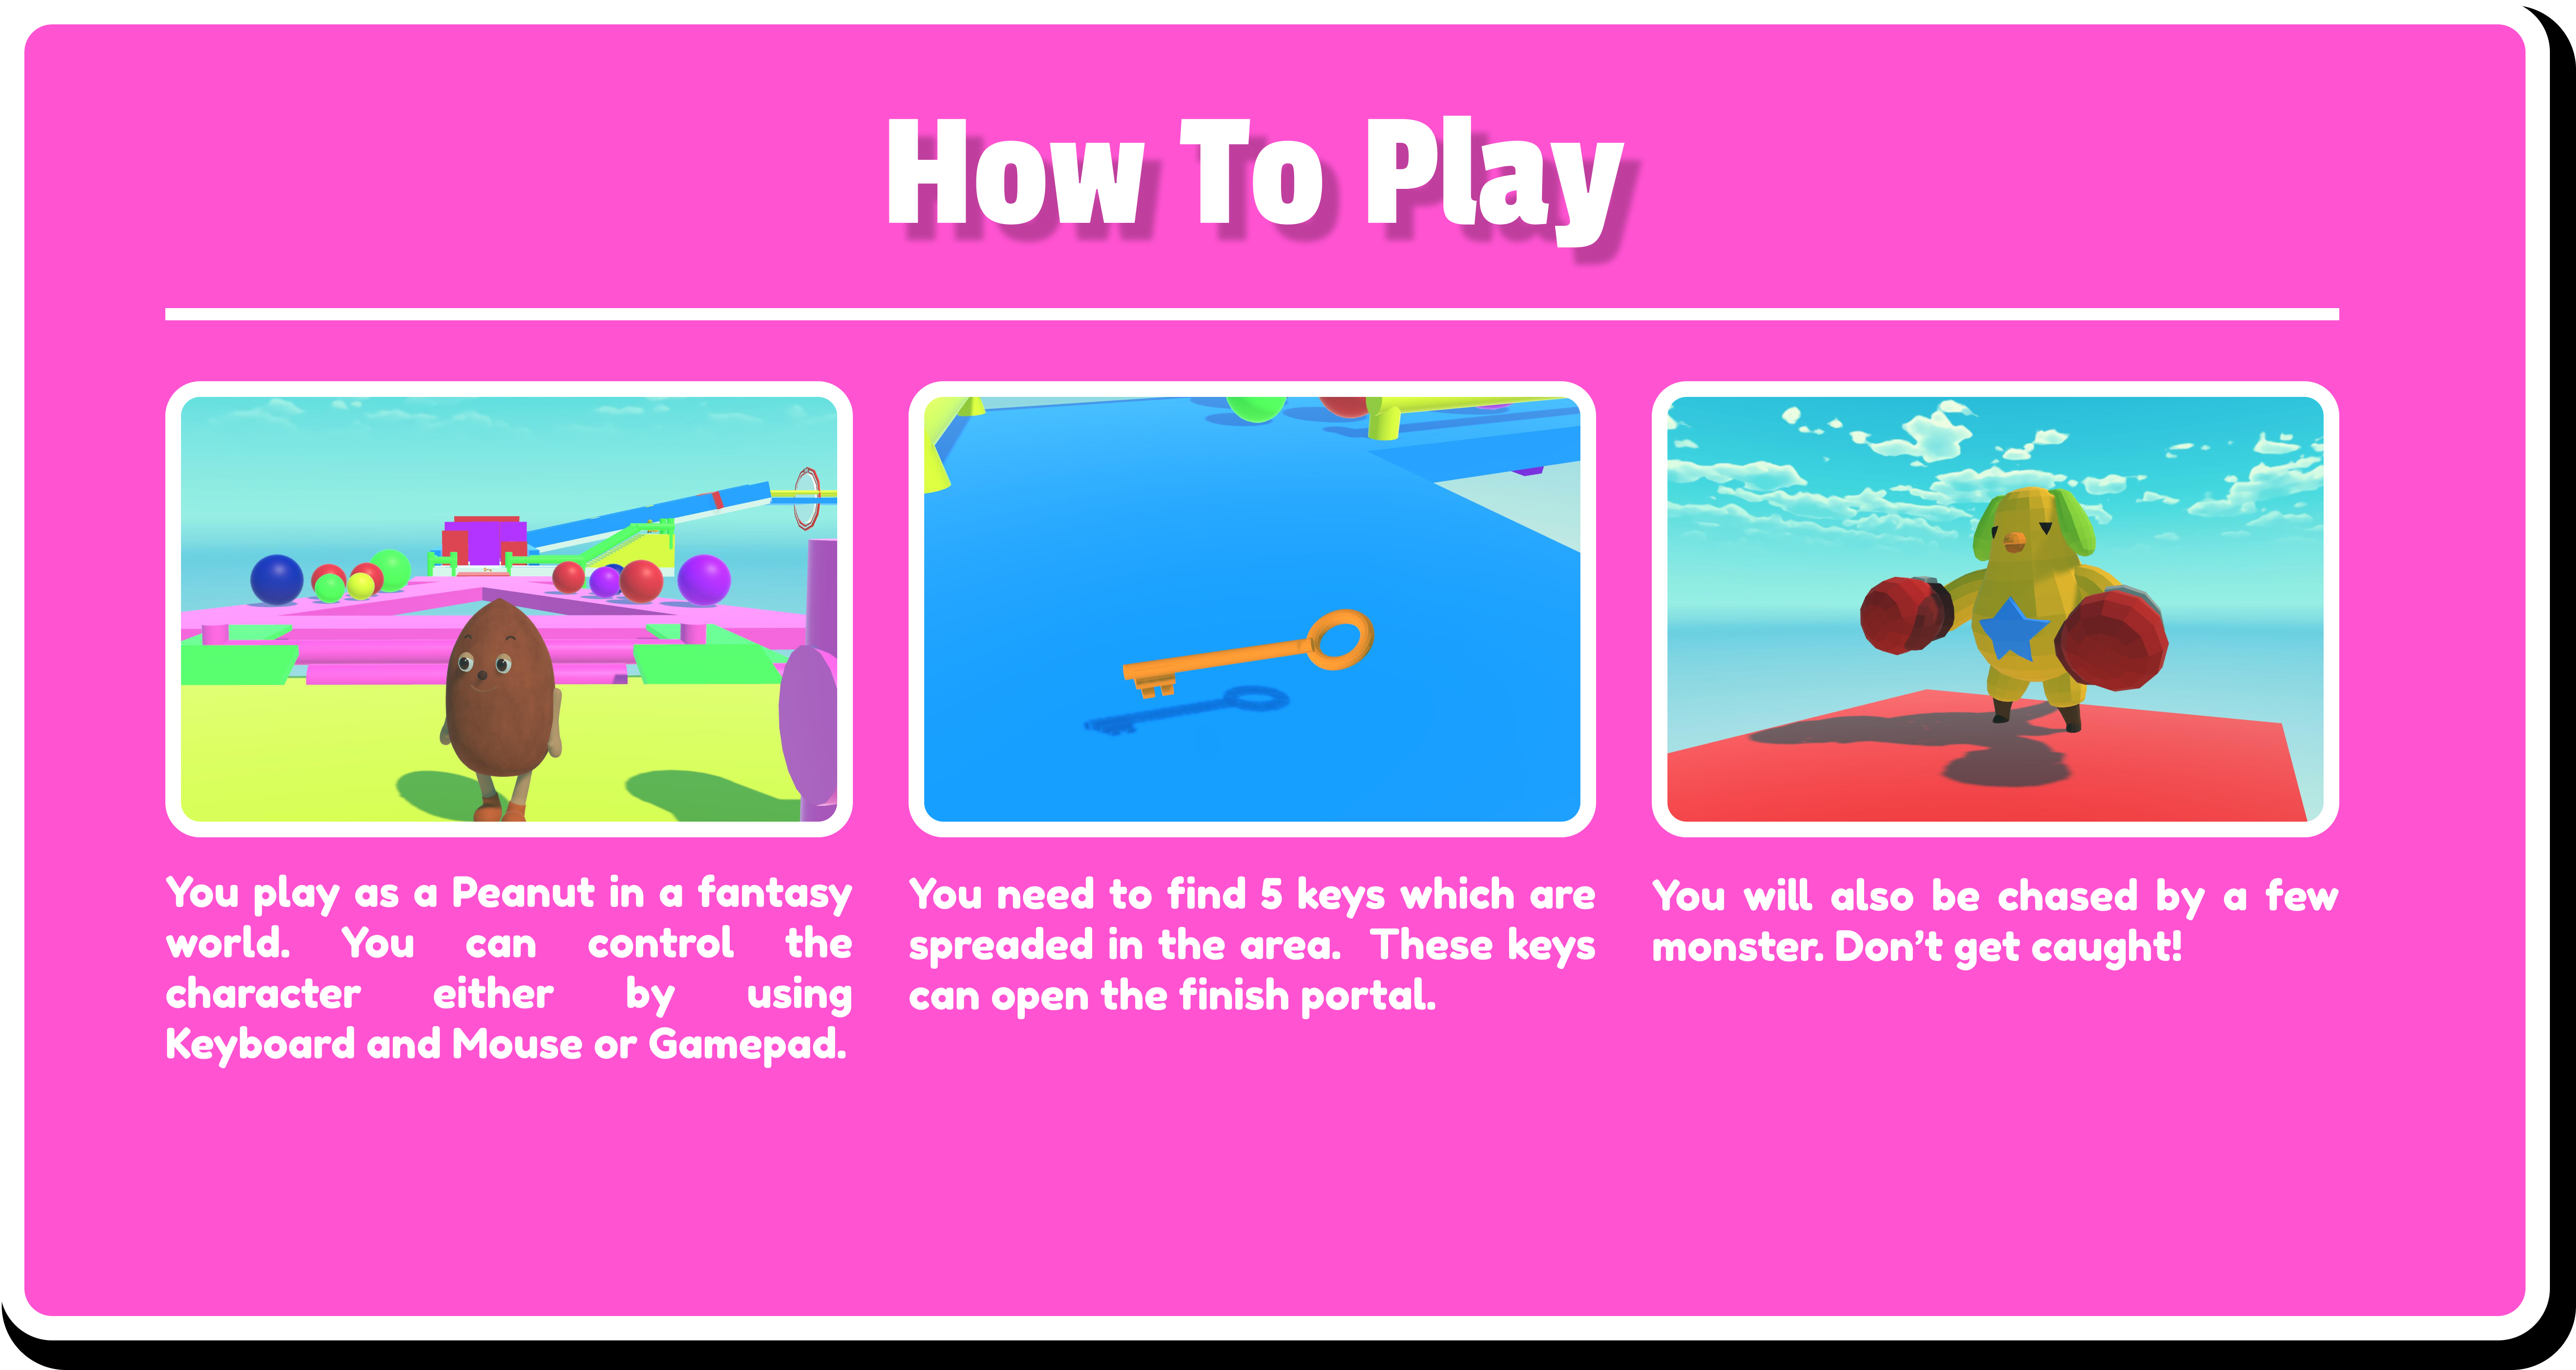 How To Play
You play as a Peanut in a fantasy
world. You can control the
character either by using
Keyboard and Mouse or Gamepad.
You need to find 5 keys which are
spreaded in the area. These keys
can open the finish portal.
You will also be chased by a few
monster. Don’t get caught!